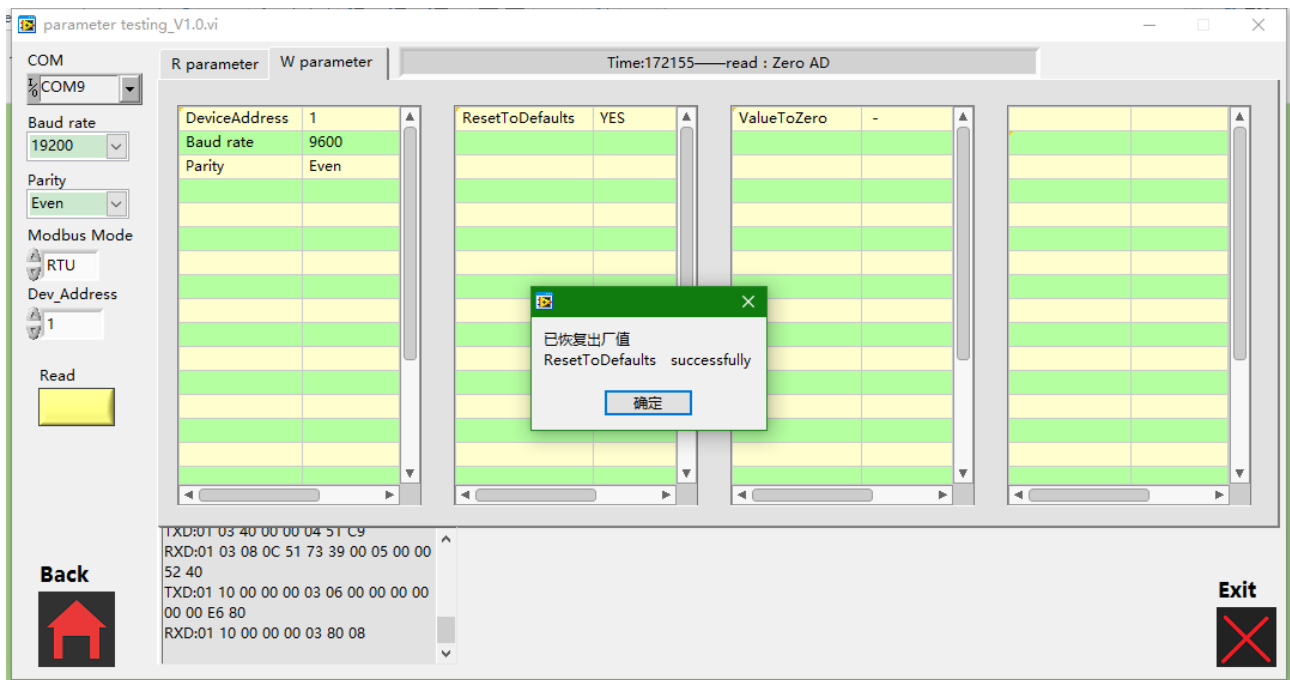 parameter testing_V1.0.vi
COM
COM9
Baud rate
19200
Parity
Even
Modbus Mode
RTU
Dev_Address
1
Read
Back
R parameter W parameter
Time:172155——read : Zero AD
DeviceAddress 1
Baud rate 9600
Parity Even
ResetToDefaults YES
ValueToZero -
已恢复出厂值
ResetToDefaults successfully
确定
TXD:01 03 40 00 00 04 51 C9
RXD:01 03 08 0C 51 73 39 00 05 00 00
52 40
TXD:01 10 00 00 00 03 06 00 00 00 00
00 00 E6 80
RXD:01 10 00 00 00 03 80 08
Exit